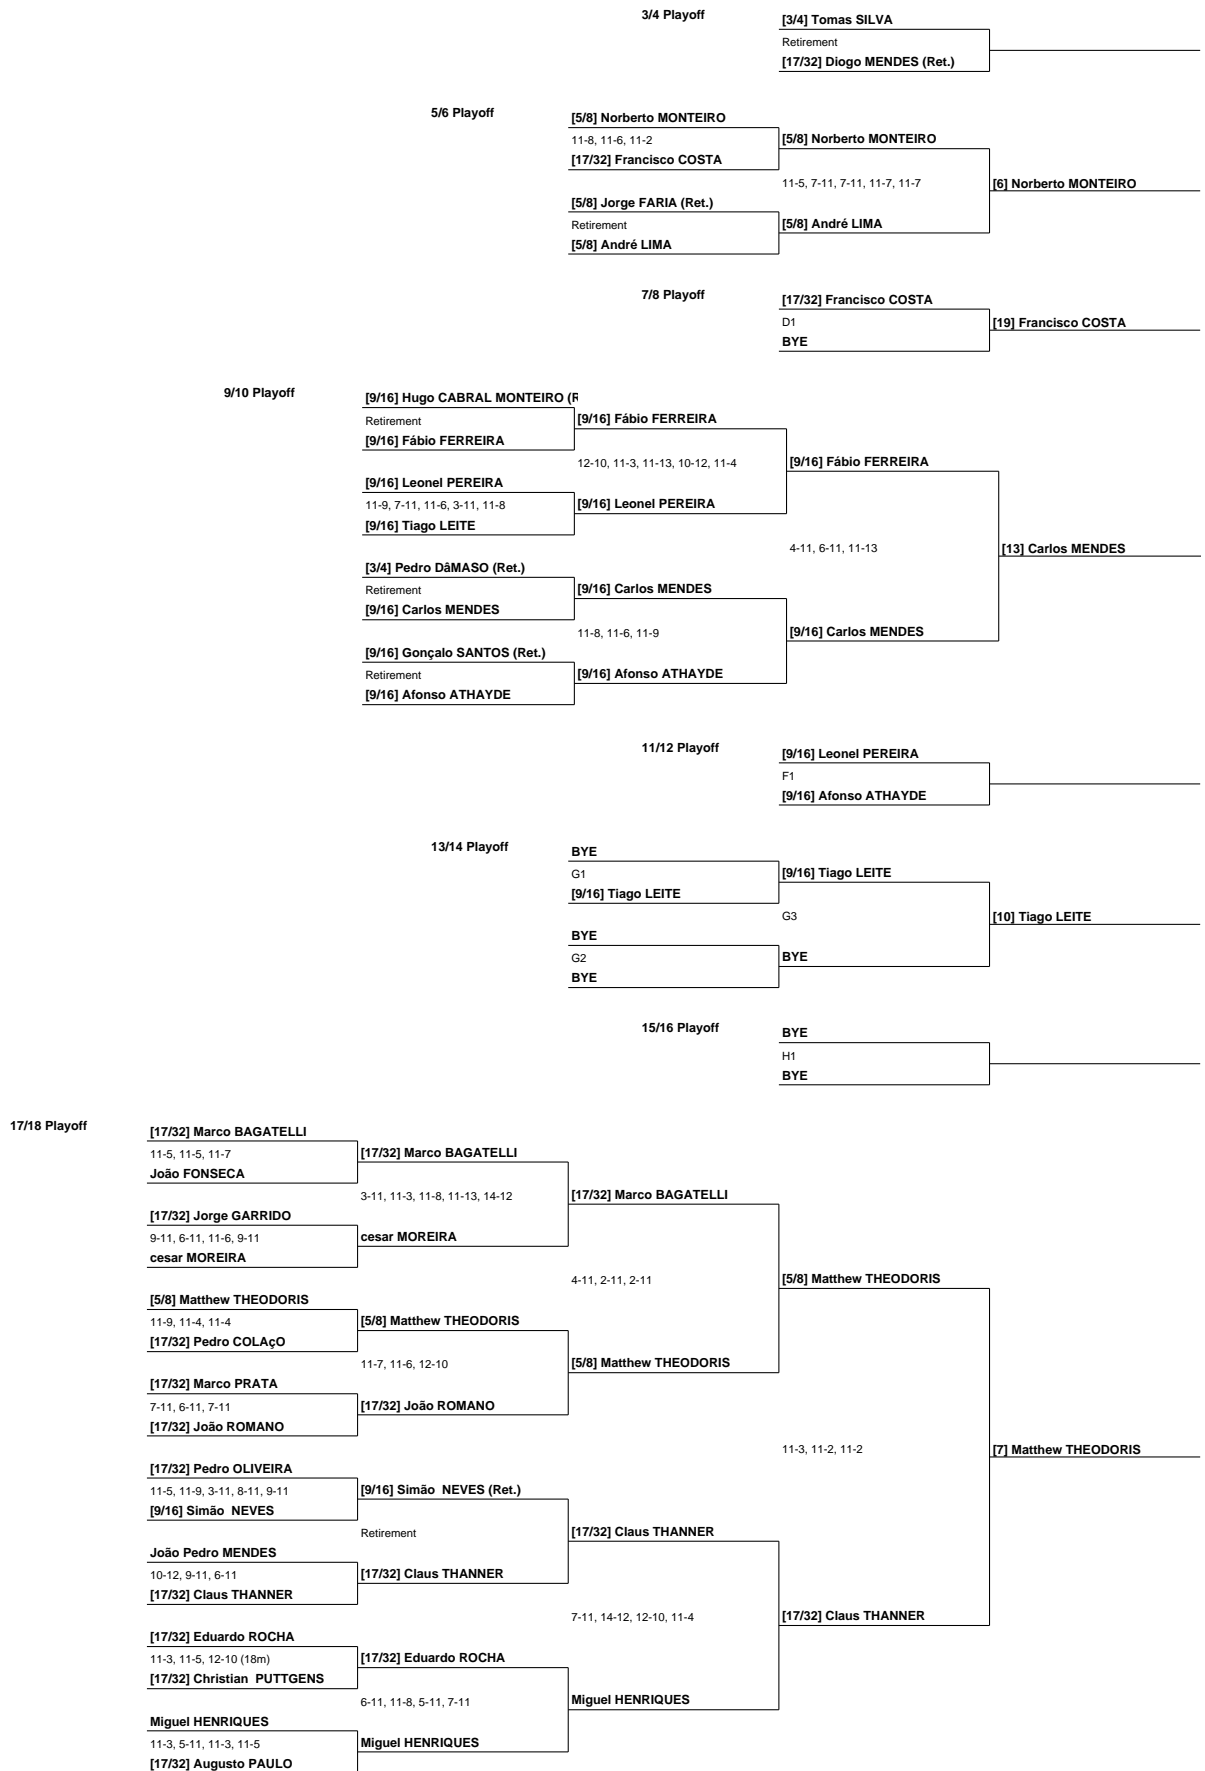 3/4 Playoff
[3/4] Tomas SILVA
Retirement
[17/32] Diogo MENDES (Ret.)
5/6 Playoff
[5/8] Norberto MONTEIRO
11-8, 11-6, 11-2
[5/8] Norberto MONTEIRO
[17/32] Francisco COSTA
11-5, 7-11, 7-11, 11-7, 11-7
[6] Norberto MONTEIRO
[5/8] Jorge FARIA (Ret.)
Retirement
[5/8] André LIMA
[5/8] André LIMA
7/8 Playoff
[17/32] Francisco COSTA
D1
[19] Francisco COSTA
BYE
9/10 Playoff
[9/16] Hugo CABRAL MONTEIRO (R
Retirement
[9/16] Fábio FERREIRA
[9/16] Fábio FERREIRA
12-10, 11-3, 11-13, 10-12, 11-4
[9/16] Fábio FERREIRA
[9/16] Leonel PEREIRA
11-9, 7-11, 11-6, 3-11, 11-8
[9/16] Leonel PEREIRA
[9/16] Tiago LEITE
4-11, 6-11, 11-13
[13] Carlos MENDES
[3/4] Pedro DâMASO (Ret.)
Retirement
[9/16] Carlos MENDES
[9/16] Carlos MENDES
11-8, 11-6, 11-9
[9/16] Carlos MENDES
[9/16] Gonçalo SANTOS (Ret.)
Retirement
[9/16] Afonso ATHAYDE
[9/16] Afonso ATHAYDE
11/12 Playoff
[9/16] Leonel PEREIRA
F1
[9/16] Afonso ATHAYDE
13/14 Playoff
BYE
G1
[9/16] Tiago LEITE
[9/16] Tiago LEITE
G3
[10] Tiago LEITE
BYE
G2
BYE
BYE
15/16 Playoff
BYE
H1
BYE
17/18 Playoff
[17/32] Marco BAGATELLI
11-5, 11-5, 11-7
[17/32] Marco BAGATELLI
João FONSECA
3-11, 11-3, 11-8, 11-13, 14-12
[17/32] Marco BAGATELLI
[17/32] Jorge GARRIDO
9-11, 6-11, 11-6, 9-11
cesar MOREIRA
cesar MOREIRA
4-11, 2-11, 2-11
[5/8] Matthew THEODORIS
[5/8] Matthew THEODORIS
11-9, 11-4, 11-4
[5/8] Matthew THEODORIS
[17/32] Pedro COLAçO
11-7, 11-6, 12-10
[5/8] Matthew THEODORIS
[17/32] Marco PRATA
7-11, 6-11, 7-11
[17/32] João ROMANO
[17/32] João ROMANO
11-3, 11-2, 11-2
[7] Matthew THEODORIS
[17/32] Pedro OLIVEIRA
11-5, 11-9, 3-11, 8-11, 9-11
[9/16] Simão  NEVES (Ret.)
[9/16] Simão  NEVES
Retirement
[17/32] Claus THANNER
João Pedro MENDES
10-12, 9-11, 6-11
[17/32] Claus THANNER
[17/32] Claus THANNER
7-11, 14-12, 12-10, 11-4
[17/32] Claus THANNER
[17/32] Eduardo ROCHA
11-3, 11-5, 12-10 (18m)
[17/32] Eduardo ROCHA
[17/32] Christian  PUTTGENS
6-11, 11-8, 5-11, 7-11
Miguel HENRIQUES
Miguel HENRIQUES
11-3, 5-11, 11-3, 11-5
Miguel HENRIQUES
[17/32] Augusto PAULO